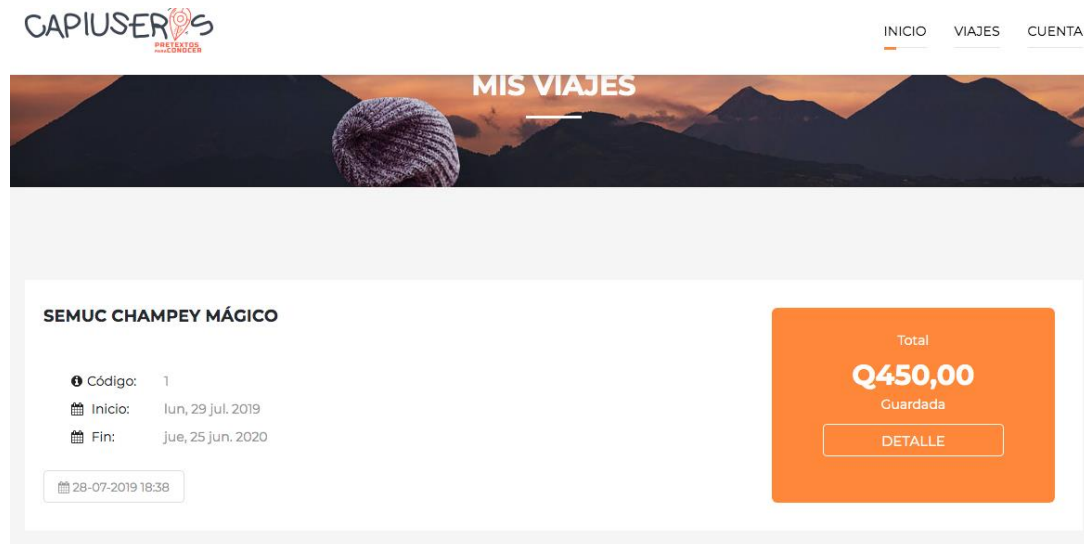 CAPIUSEROS
PRETEXTOS
PARA CONOCER
INICIO VIAJES CUENTA
MIS VIAJES
SEMUC CHAMPEY MÁGICO
Código: 1
Inicio: lun, 29 jul. 2019
Fin: jue, 25 jun. 2020
28-07-2019 18:38
Total
Q450,00
Guardada
DETALLE